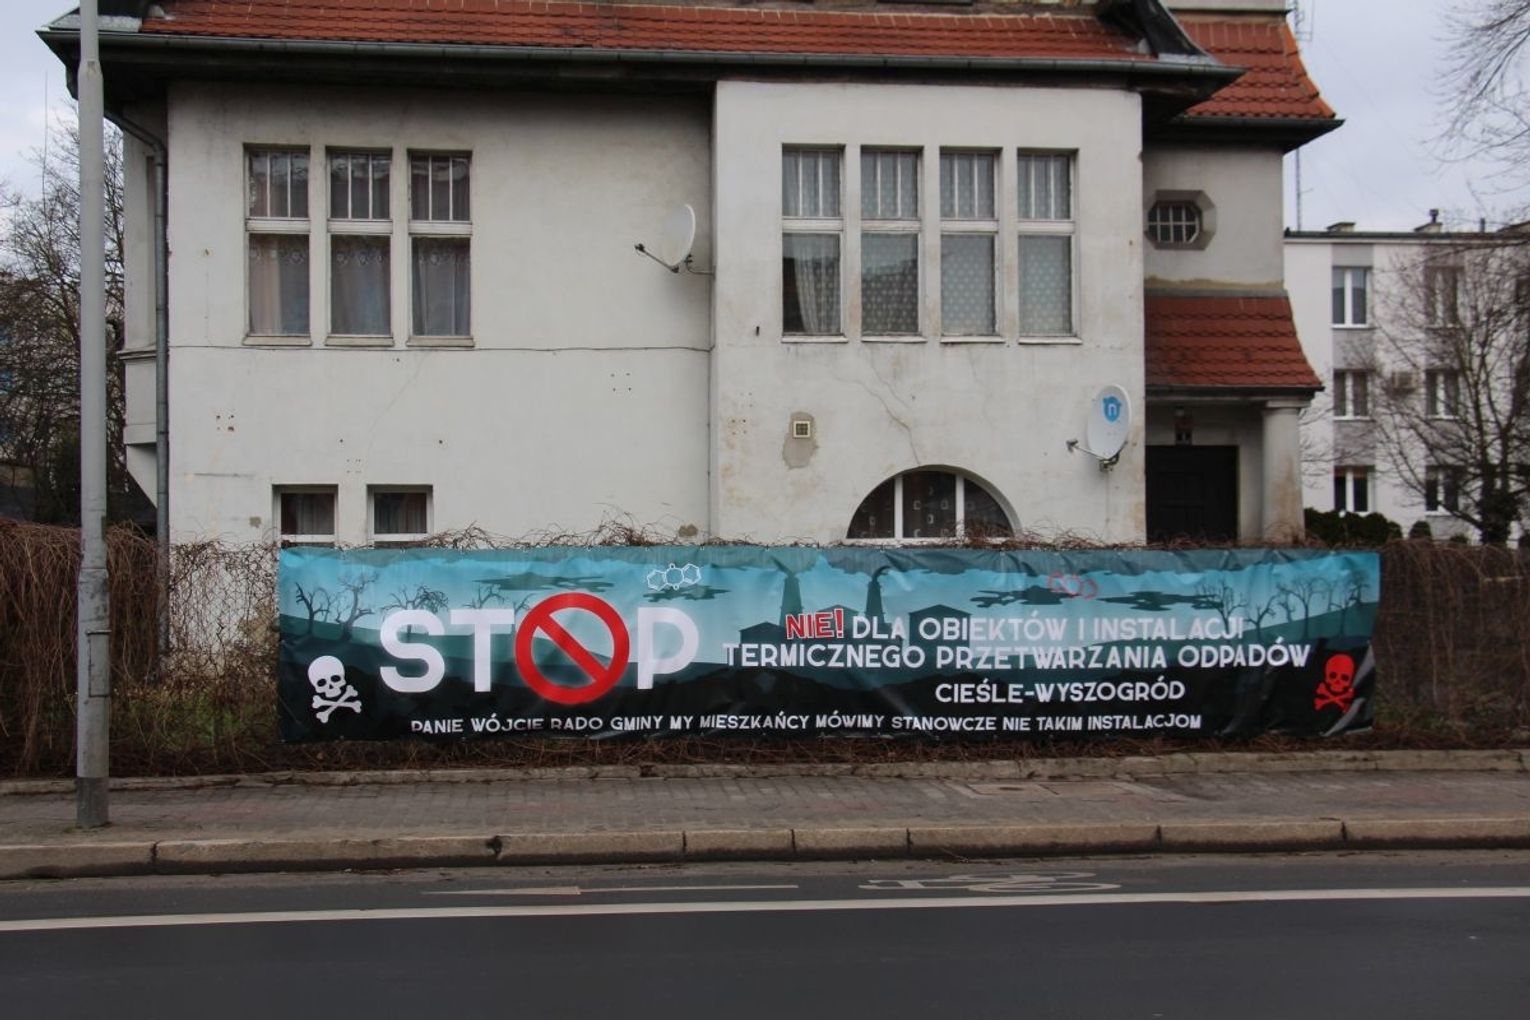 STOP
NIE! DLA OBIEKTÓW I INSTALACJI
TERMICZNEGO PRZETWARZANIA ODPADÓW
CIEŚLE-WYSZOGRÓD
PANIE WÓJCIE RADO GMINY MY MIESZKAŃCY MÓWIMY STANOWCZE NIE TAKIM INSTALACJOM
n